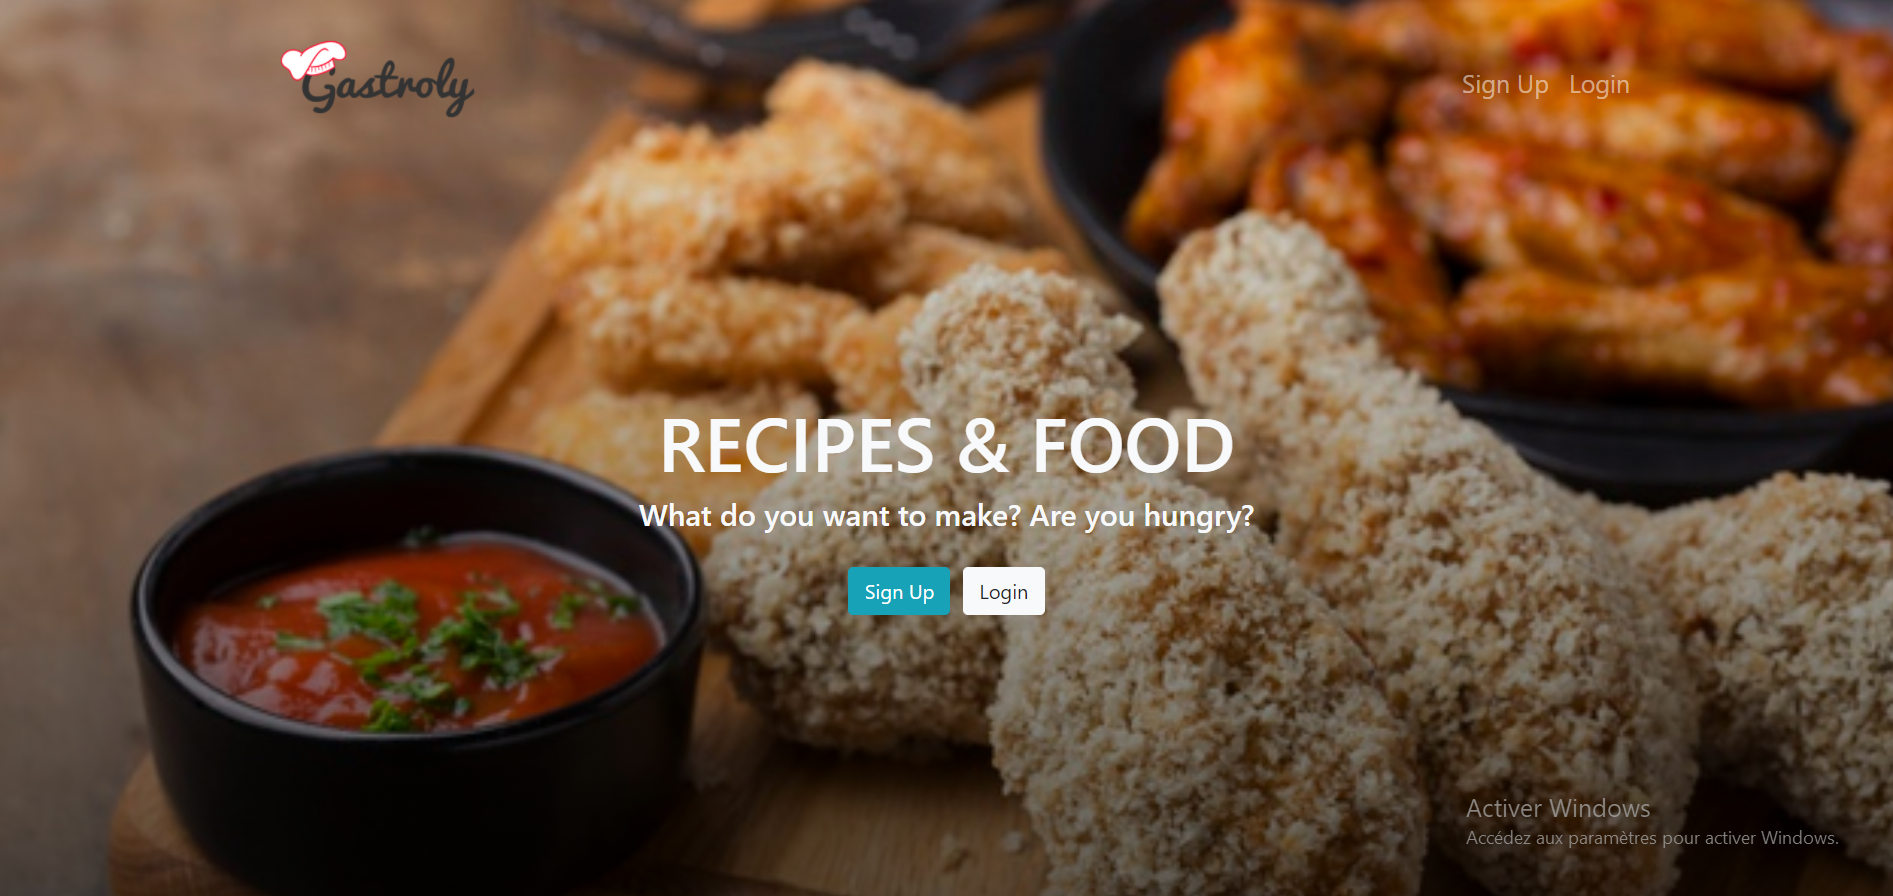 Gastroly
Sign Up Login
RECIPES & FOOD
What do you want to make? Are you hungry?
Sign Up Login
Activer Windows
Accédez aux paramètres pour activer Windows.